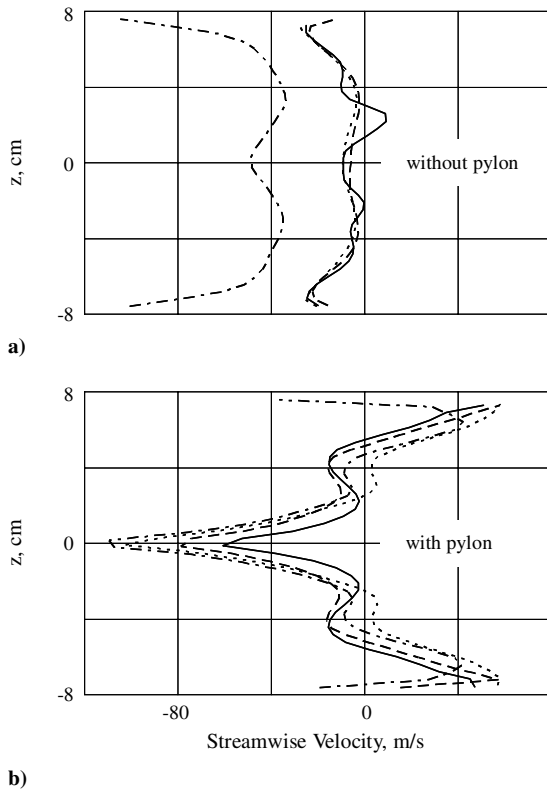 8
z, cm
0
without pylon
-8
a)
8
z, cm
0
with pylon
-8
-80
0
Streamwise Velocity, m/s
b)